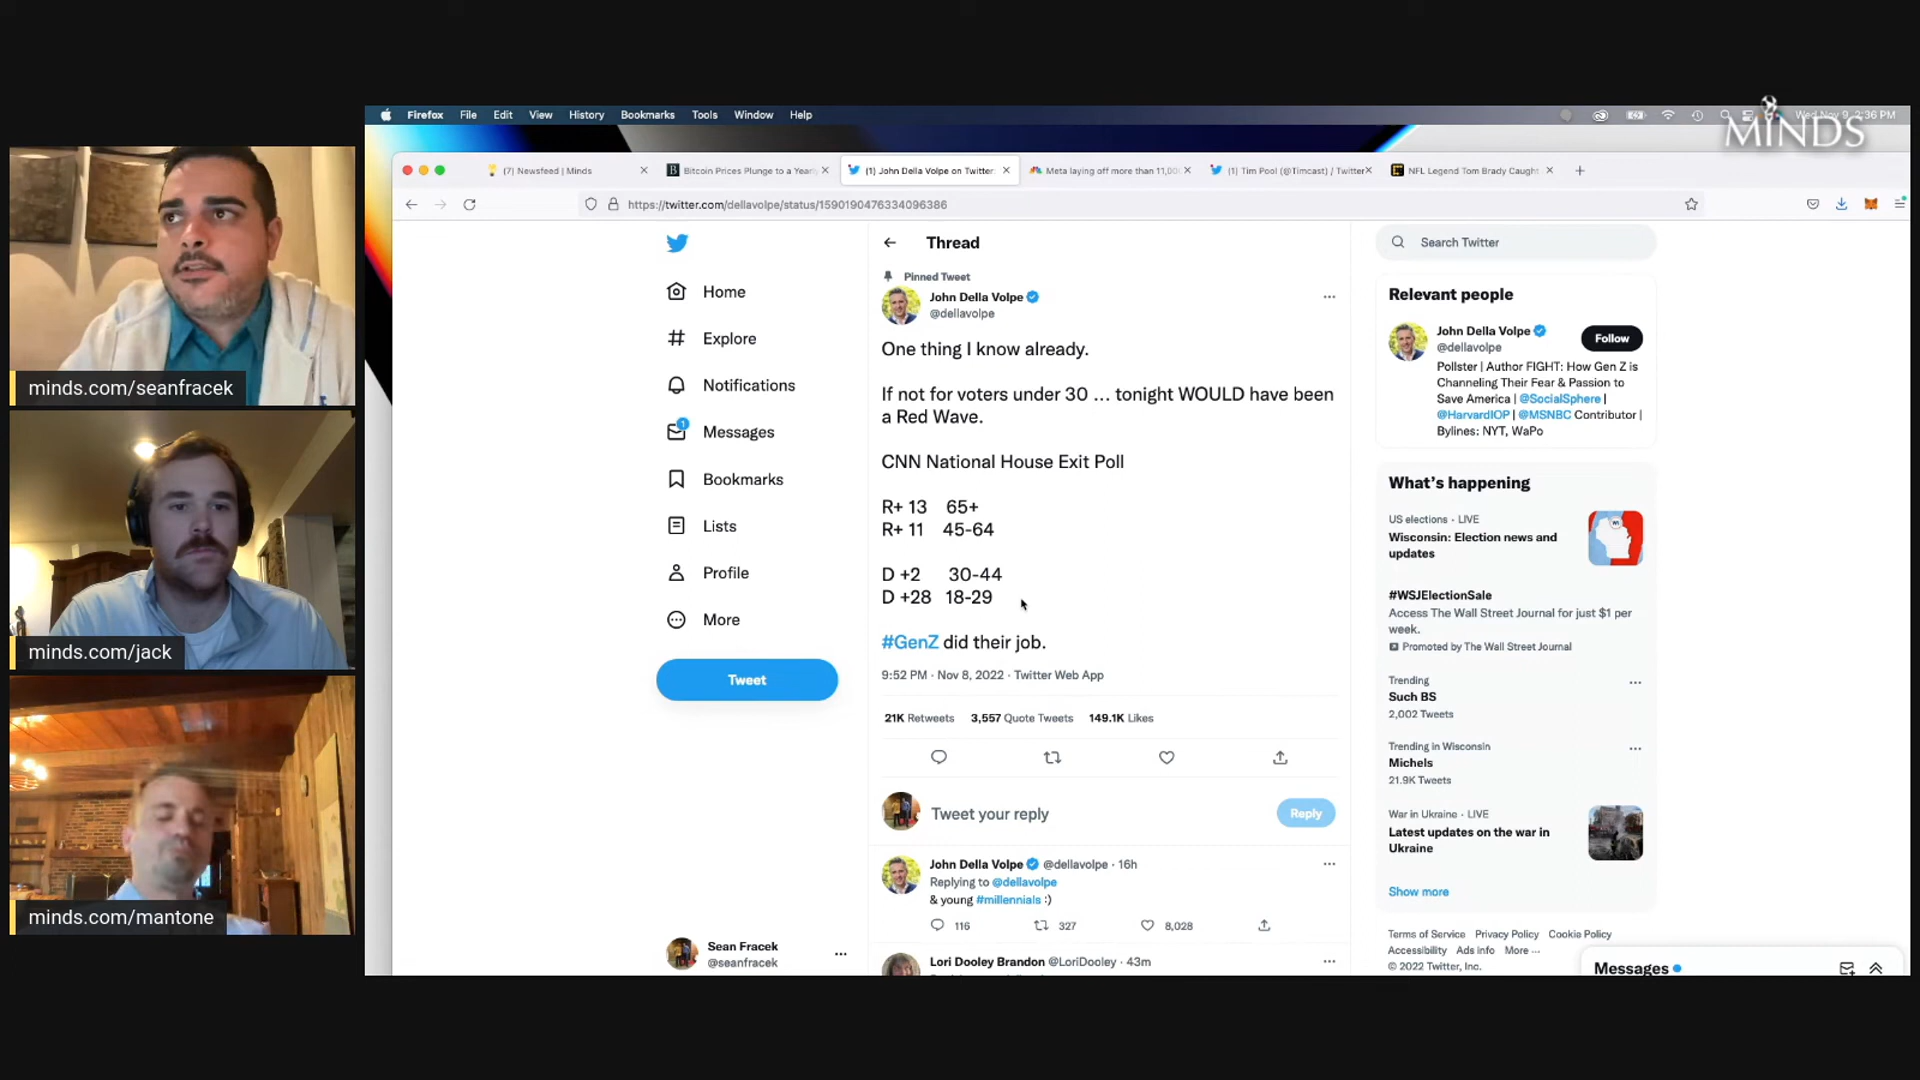 Firefox File Edit View History Bookmarks Tools Window Help
Wed Nov 9 2:36 PM
MINDS
(7) Newsfeed | Minds
Bitcoin Prices Plunge to a Yearly
(1) John Della Volpe on Twitter:
Meta laying off more than 11,00
(1) Tim Pool (@Timcast) / Twitter
NFL Legend Tom Brady Caught
https://twitter.com/dellavolpe/status/1590190476334096386
minds.com/seanfracek
minds.com/jack
minds.com/mantone
Home
Explore
Notifications
1
Messages
Bookmarks
Lists
Profile
More
Tweet
Sean Fracek
@seanfracek
Thread
Pinned Tweet
John Della Volpe
@dellavolpe
One thing I know already.
If not for voters under 30 ... tonight WOULD have been
a Red Wave.
CNN National House Exit Poll
R+ 13 65+
R+ 11 45-64
D +2 30-44
D +28 18-29
#GenZ did their job.
9:52 PM · Nov 8, 2022 · Twitter Web App
21K Retweets 3,557 Quote Tweets 149.1K Likes
Tweet your reply
Reply
John Della Volpe @dellavolpe · 16h
Replying to @dellavolpe
& young #millennials :)
116 327 8,028
Lori Dooley Brandon @LoriDooley · 43m
Search Twitter
Relevant people
John Della Volpe
@dellavolpe
Follow
Pollster | Author FIGHT: How Gen Z is
Channeling Their Fear & Passion to
Save America | @SocialSphere |
@HarvardIOP | @MSNBC Contributor |
Bylines: NYT, WaPo
What's happening
US elections · LIVE
Wisconsin: Election news and
updates
#WSJElectionSale
Access The Wall Street Journal for just $1 per
week.
Promoted by The Wall Street Journal
Trending
Such BS
2,002 Tweets
Trending in Wisconsin
Michels
21.9K Tweets
War in Ukraine · LIVE
Latest updates on the war in
Ukraine
Show more
Terms of Service Privacy Policy Cookie Policy
Accessibility Ads info More ...
© 2022 Twitter, Inc.
Messages